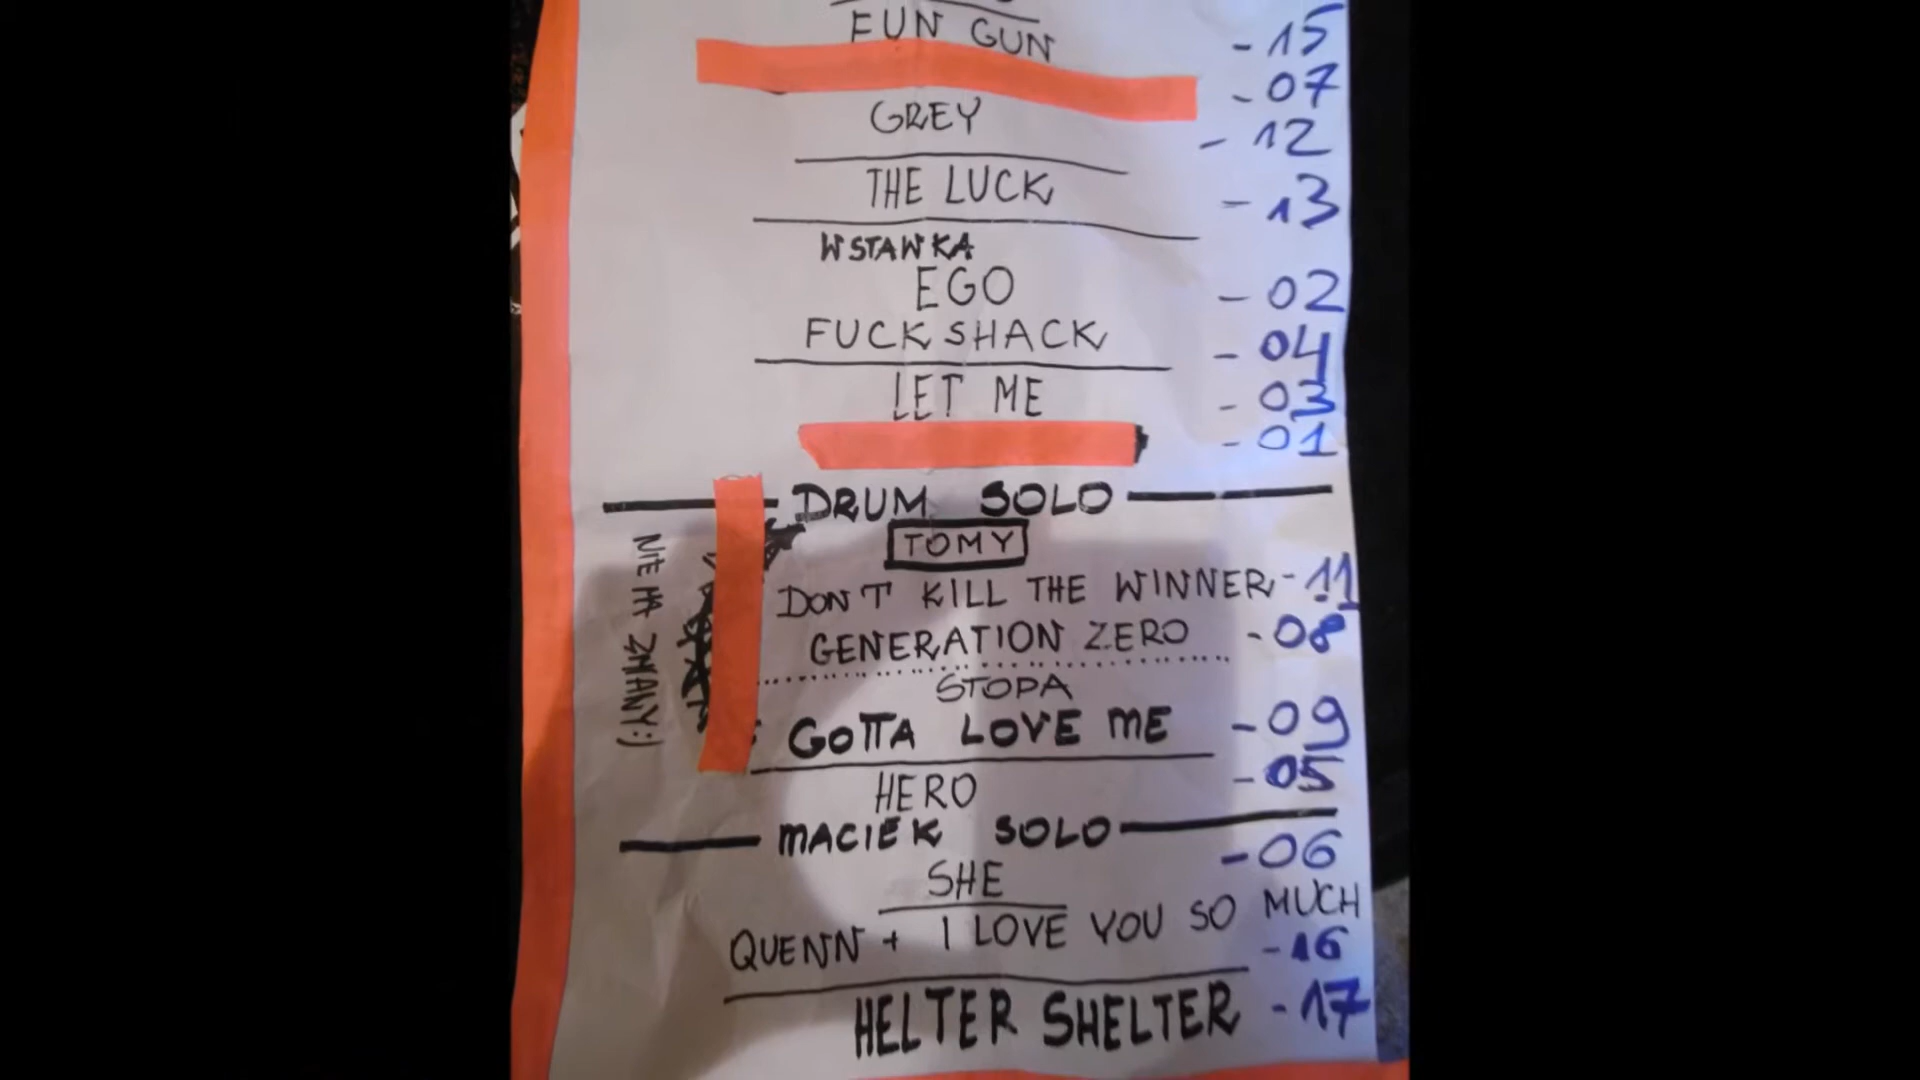 FUN GUN - 15
- 07
GREY - 12
THE LUCK - 13
WSTAWKA
EGO - 02
FUCK SHACK - 04
LET ME - 03
- 01
DRUM SOLO
TOMY
DON'T KILL THE WINNER - 11
GENERATION ZERO - 08
STOPA
GOTTA LOVE ME - 09
HERO - 05
MACIEK SOLO
- 06
SHE
QUENN + I LOVE YOU SO MUCH
- 16
HELTER SHELTER - 17
NIE MA ZMIANY :)